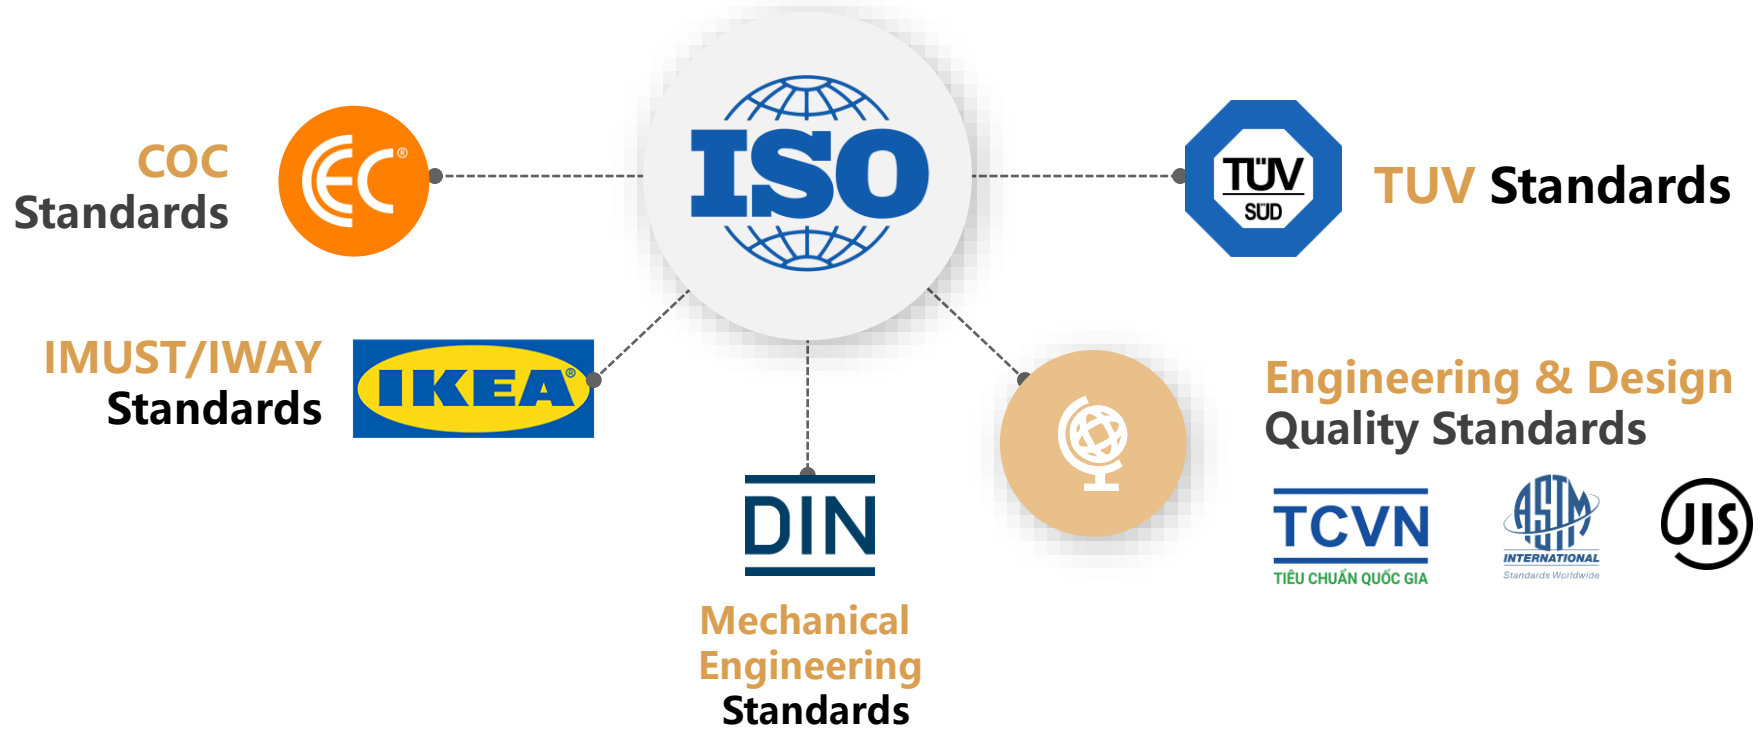 COC
Standards
CEC®
ISO
TÜV
SÜD
TUV Standards
IMUST/IWAY
Standards
IKEA®
Engineering & Design
Quality Standards
DIN
Mechanical
Engineering
Standards
TCVN
TIÊU CHUẨN QUỐC GIA
ASTM
INTERNATIONAL
Standards Worldwide
JIS